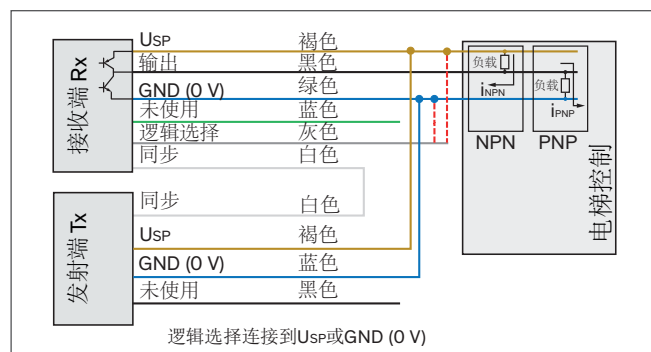 接收端 Rx
USP 褐色
输出 黑色
GND (0 V) 绿色
未使用 蓝色
逻辑选择 灰色
同步 白色
发射端 Tx
同步 白色
USP 褐色
GND (0 V) 蓝色
未使用 黑色
负载
iNPN
NPN
负载
iPNP
PNP
电梯控制
逻辑选择连接到USP或GND (0 V)